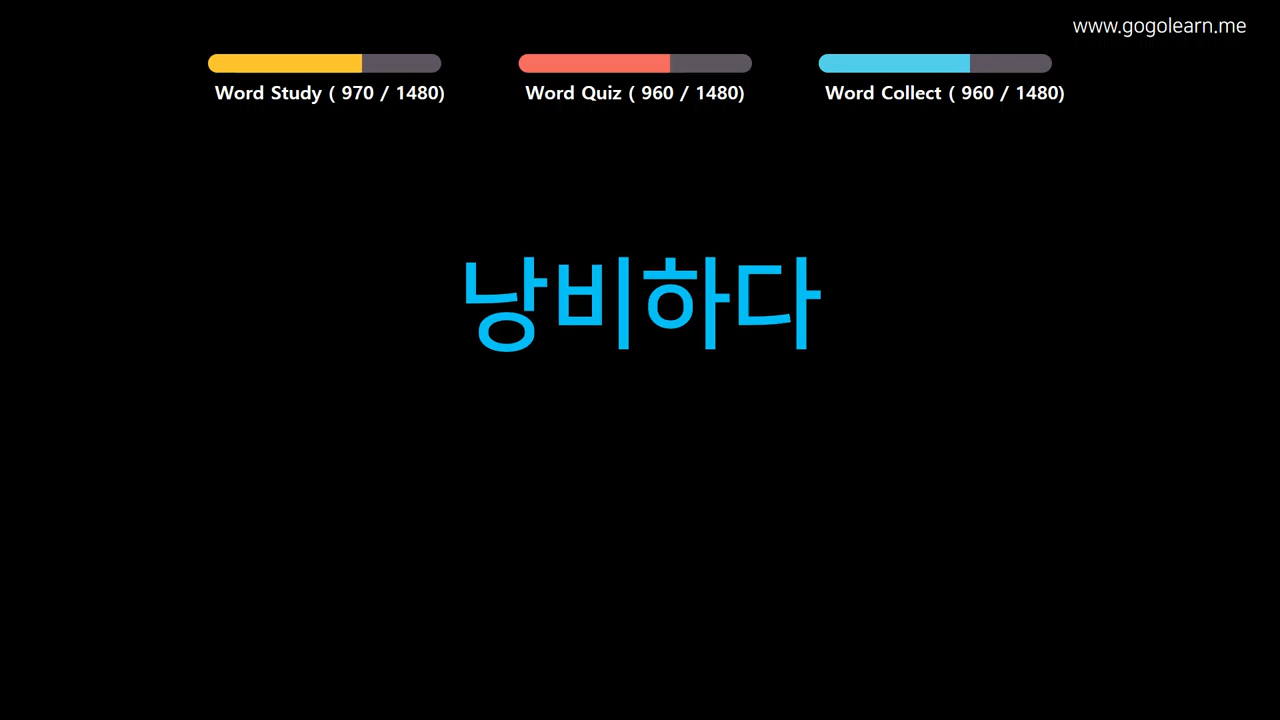 www.gogolearn.me
Word Study ( 970 / 1480)
Word Quiz ( 960 / 1480)
Word Collect ( 960 / 1480)
낭비하다